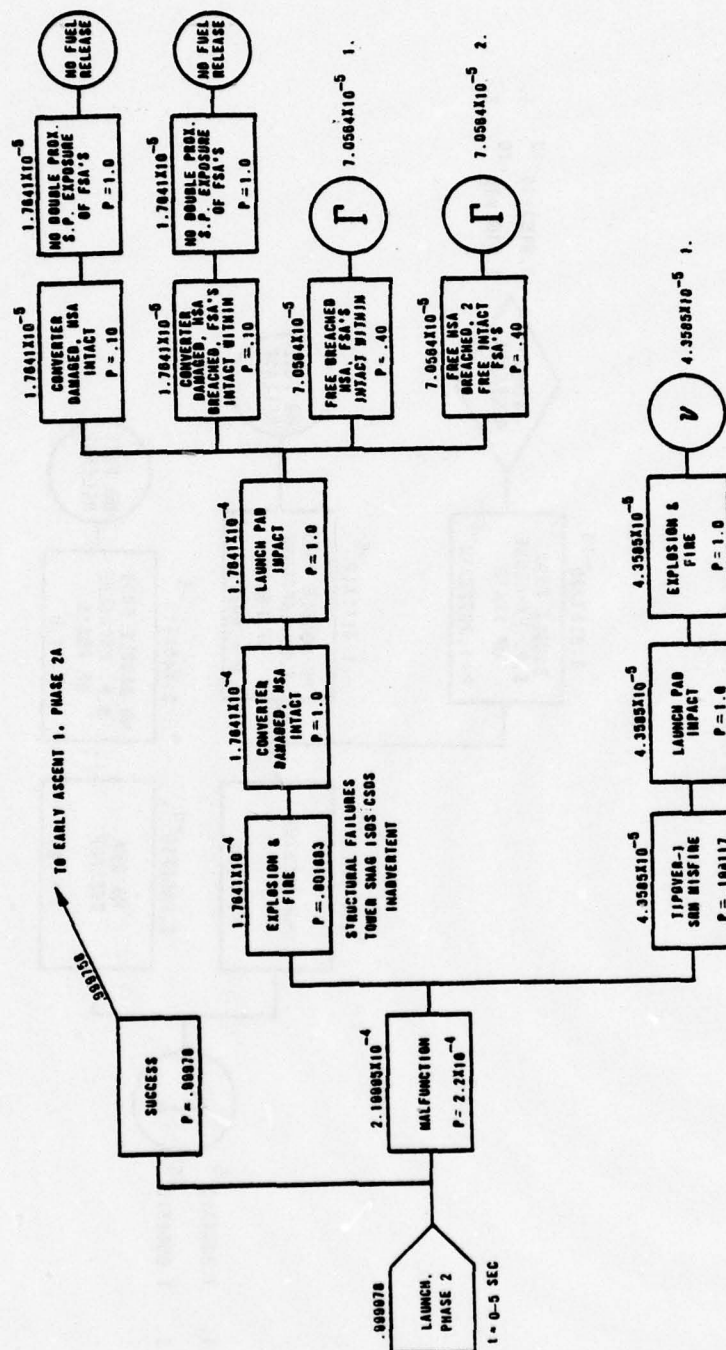 .999978
LAUNCH,
PHASE 2
t = 0-5 SEC
SUCCESS
P = .99978
.999758
TO EARLY ASCENT 1, PHASE 2A
2.19995X10-4
MALFUNCTION
P = 2.2X10-4
1.7641X10-4
EXPLOSION &
FIRE
STRUCTURAL FAILURES
TOWER SNAG ISDS CSDS
INADVERTENT
1.7641X10-4
CONVERTER
DAMAGED, HSA
INTACT
P = 1.0
1.7641X10-4
LAUNCH PAD
IMPACT
P = 1.0
1.7641X10-5
CONVERTER
DAMAGED, HSA
INTACT
P = .10
1.7641X10-5
NO DOUBLE PROX.
S.P. EXPOSURE
OF FSA'S
P = 1.0
NO FUEL
RELEASE
1.7641X10-5
CONVERTER
DAMAGED, HSA
BREACHED, FSA'S
INTACT WITHIN
P = .10
1.7641X10-5
NO DOUBLE PROX.
S.P. EXPOSURE
OF FSA'S
P = 1.0
NO FUEL
RELEASE
7.0564X10-5
FREE BREACHED
HSA, FSA'S
INTACT WITHIN
P = .40
Γ
7.0564X10-5 1.
7.0564X10-5
FREE HSA
BREACHED, 2
FREE INTACT
FSA'S
P = .40
Γ
7.0564X10-5 2.
4.3585X10-5
TIPOVER-1
SRM MISFIRE
4.3585X10-5
LAUNCH PAD
IMPACT
P = 1.0
4.3585X10-5
EXPLOSION &
FIRE
P = 1.0
ν
4.3585X10-5 1.